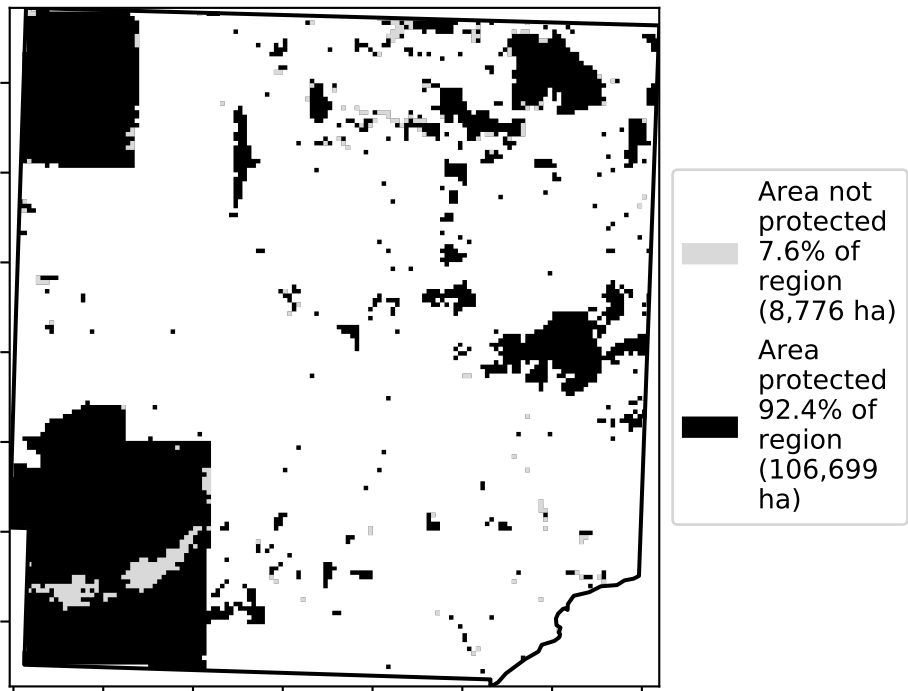 Area not
protected
7.6% of
region
(8,776 ha)
Area
protected
92.4% of
region
(106,699
ha)